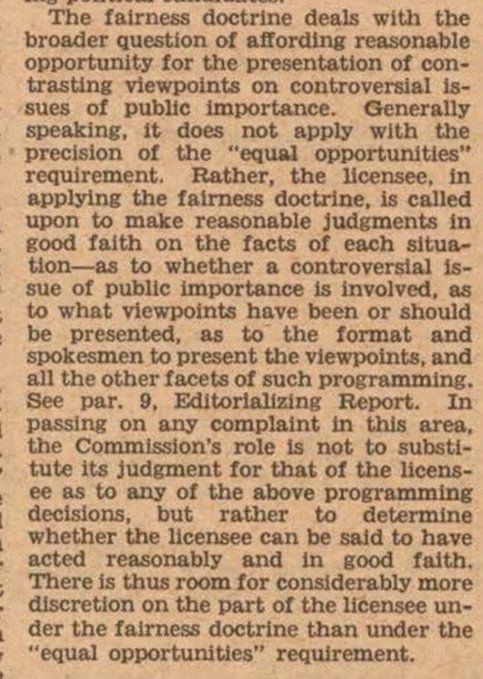 ing political candidates.
The fairness doctrine deals with the
broader question of affording reasonable
opportunity for the presentation of con-
trasting viewpoints on controversial is-
sues of public importance. Generally
speaking, it does not apply with the
precision of the "equal opportunities"
requirement. Rather, the licensee, in
applying the fairness doctrine, is called
upon to make reasonable judgments in
good faith on the facts of each situa-
tion—as to whether a controversial is-
sue of public importance is involved, as
to what viewpoints have been or should
be presented, as to the format and
spokesmen to present the viewpoints, and
all the other facets of such programming.
See par. 9, Editorializing Report. In
passing on any complaint in this area,
the Commission's role is not to substi-
tute its judgment for that of the licens-
ee as to any of the above programming
decisions, but rather to determine
whether the licensee can be said to have
acted reasonably and in good faith.
There is thus room for considerably more
discretion on the part of the licensee un-
der the fairness doctrine than under the
"equal opportunities" requirement.